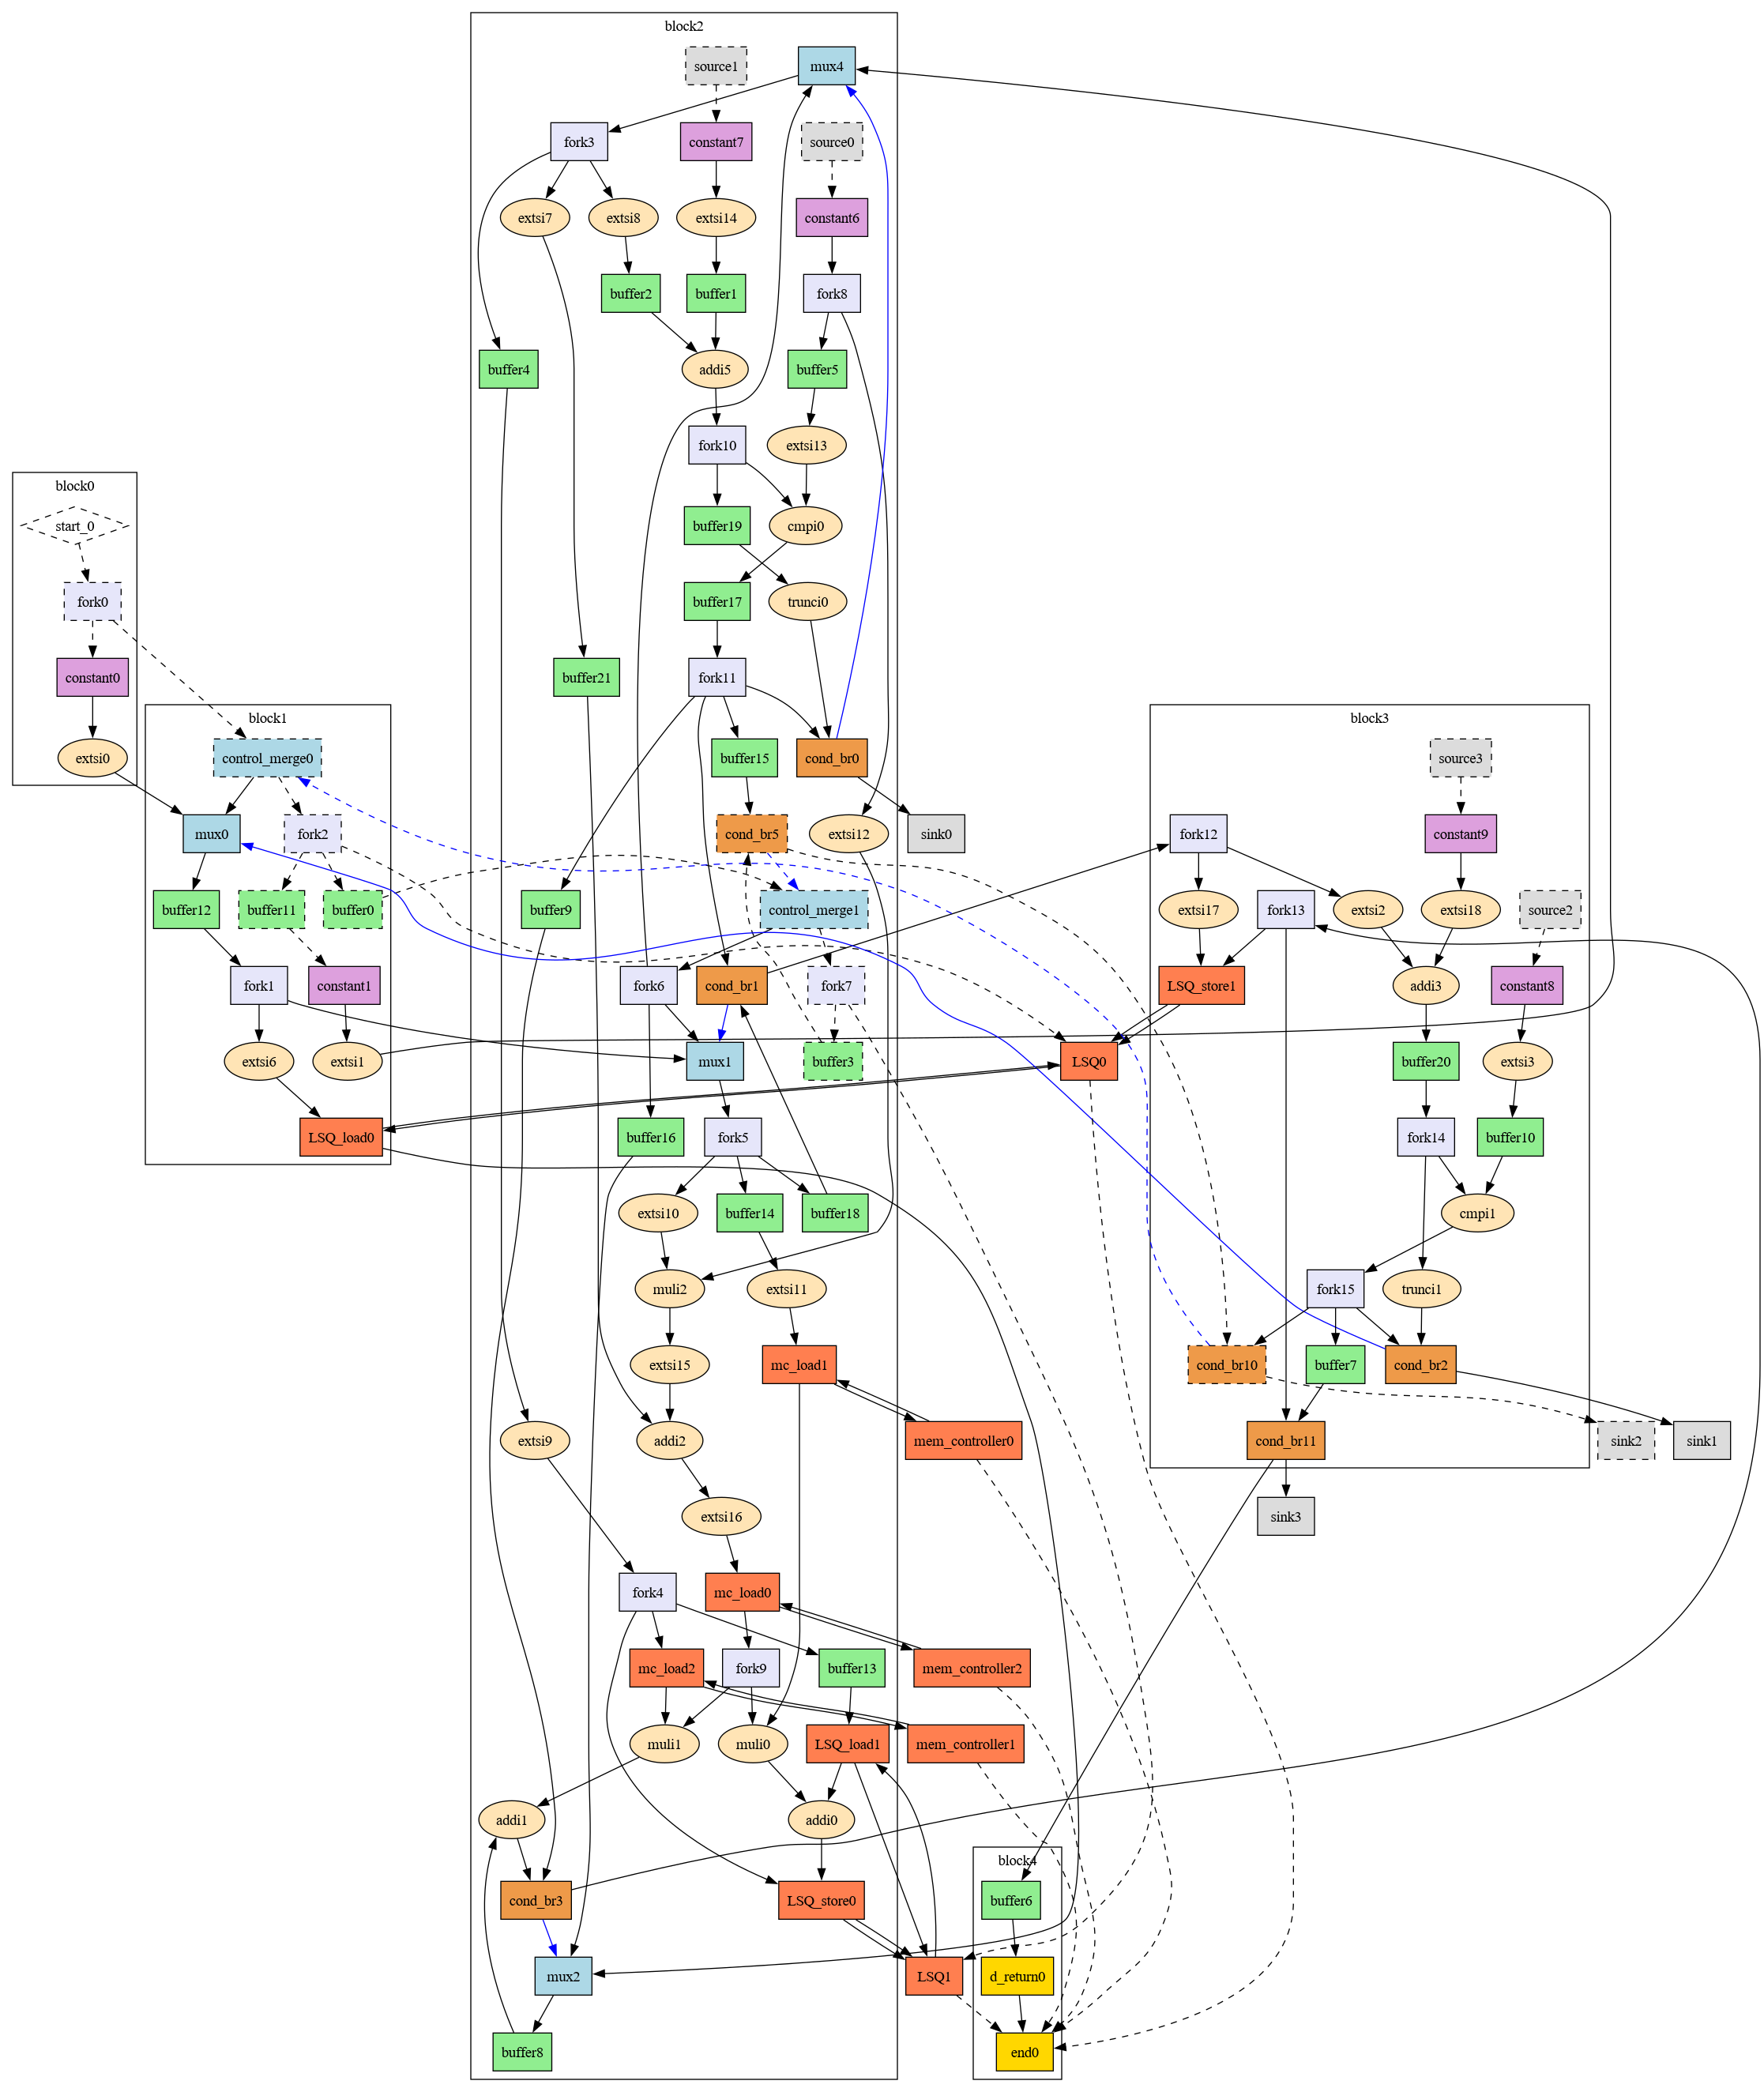 block2
source1
mux4
fork3
constant7
source0
extsi7
extsi8
extsi14
constant6
buffer2
buffer1
fork8
buffer4
addi5
buffer5
fork10
extsi13
block0
start_0
buffer19
cmpi0
fork0
buffer17
trunci0
constant0
buffer21
fork11
block1
block3
extsi0
control_merge0
buffer15
cond_br0
source3
mux0
fork2
cond_br5
extsi12
sink0
fork12
constant9
buffer12
buffer11
buffer0
buffer9
control_merge1
extsi17
fork13
extsi2
extsi18
source2
fork1
constant1
fork6
cond_br1
fork7
LSQ_store1
addi3
constant8
extsi6
extsi1
mux1
buffer3
LSQ0
buffer20
extsi3
LSQ_load0
buffer16
fork5
fork14
buffer10
extsi10
buffer14
buffer18
cmpi1
muli2
extsi11
fork15
trunci1
extsi15
mc_load1
cond_br10
buffer7
cond_br2
extsi9
addi2
mem_controller0
cond_br11
sink2
sink1
extsi16
sink3
fork4
mc_load0
mc_load2
fork9
buffer13
mem_controller2
muli1
muli0
LSQ_load1
mem_controller1
addi1
addi0
block4
cond_br3
LSQ_store0
buffer6
mux2
LSQ1
d_return0
buffer8
end0